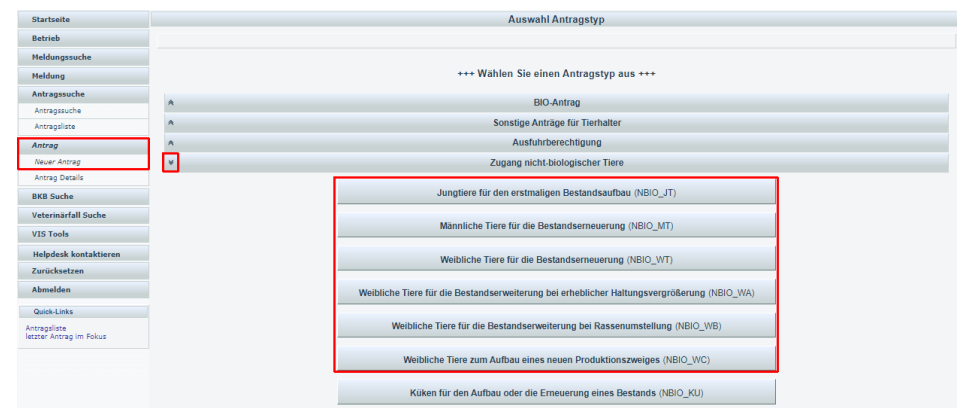 Startseite
Betrieb
Meldungssuche
Meldung
Antragssuche
Antragssuche
Antragsliste
Antrag
Neuer Antrag
Antrag Details
BKB Suche
Veterinärfall Suche
VIS Tools
Helpdesk kontaktieren
Zurücksetzen
Abmelden
Quick-Links
Antragsliste
letzter Antrag im Fokus
Auswahl Antragstyp
+++ Wählen Sie einen Antragstyp aus +++
BIO-Antrag
Sonstige Anträge für Tierhalter
Ausfuhrberechtigung
Zugang nicht-biologischer Tiere
Jungtiere für den erstmaligen Bestandsaufbau (NBIO_JT)
Männliche Tiere für die Bestandserneuerung (NBIO_MT)
Weibliche Tiere für die Bestandserneuerung (NBIO_WT)
Weibliche Tiere für die Bestandserweiterung bei erheblicher Haltungsvergrößerung (NBIO_WA)
Weibliche Tiere für die Bestandserweiterung bei Rassenumstellung (NBIO_WB)
Weibliche Tiere zum Aufbau eines neuen Produktionszweiges (NBIO_WC)
Küken für den Aufbau oder die Erneuerung eines Bestands (NBIO_KU)